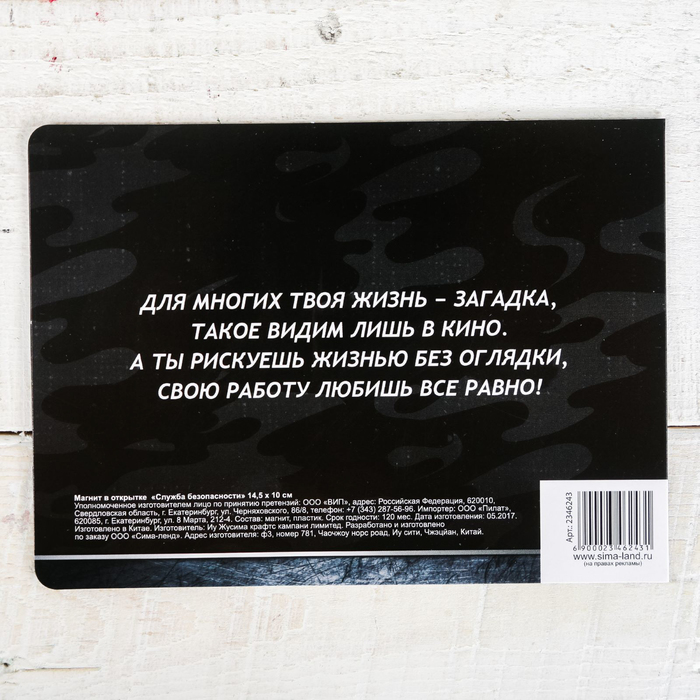 ДЛЯ МНОГИХ ТВОЯ ЖИЗНЬ – ЗАГАДКА,
ТАКОЕ ВИДИМ ЛИШЬ В КИНО.
А ТЫ РИСКУЕШЬ ЖИЗНЬЮ БЕЗ ОГЛЯДКИ,
СВОЮ РАБОТУ ЛЮБИШЬ ВСЕ РАВНО!
Магнит в открытке «Служба безопасности» 14,5 х 10 см
Уполномоченное изготовителем лицо по принятию претензий: ООО «ВИП», адрес: Российская Федерация, 620010,
Свердловская область, г. Екатеринбург, ул. Черняховского, 86/8, телефон: +7 (343) 287-56-96. Импортер: ООО «Пилат»,
620085, г. Екатеринбург, ул. 8 Марта, 212-4. Состав: магнит, пластик. Срок годности: 120 мес. Дата изготовления: 05.2017.
Изготовлено в Китае. Изготовитель: Иу Жусима крафтс кампани лимитед. Разработано и изготовлено
по заказу ООО «Сима-ленд». Адрес изготовителя: ф3, номер 781, Чаочжоу норс роад, Иу сити, Чжэцзян, Китай.
Арт.: 2346243
6 900023 462431
www.sima-land.ru
(на правах рекламы)